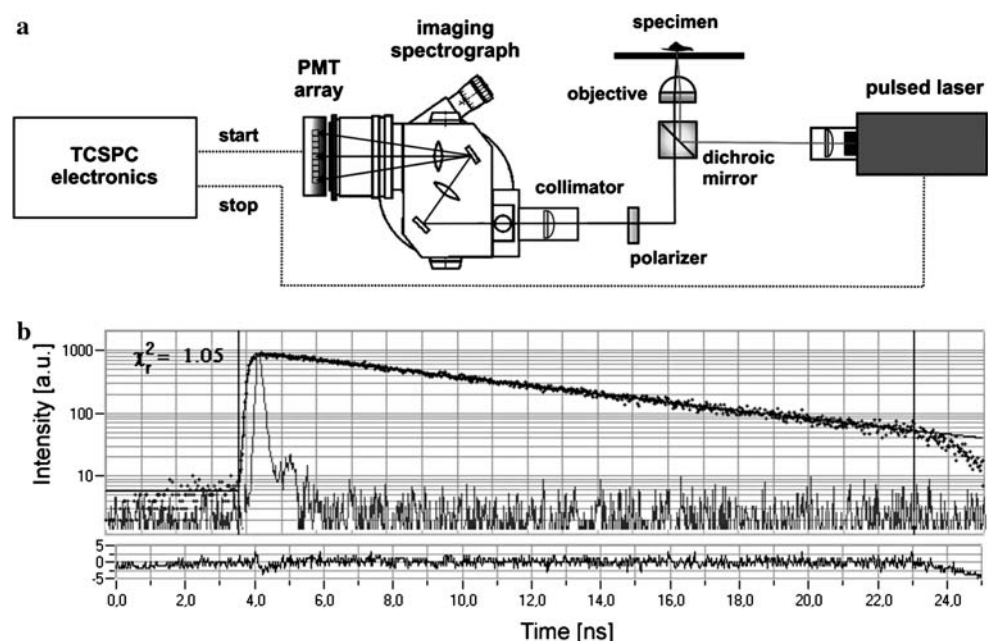 a
imaging
spectrograph
specimen
PMT
array
objective
pulsed laser
TCSPC
electronics
start
stop
collimator
dichroic
mirror
polarizer
b
χr2 = 1.05
Intensity [a.u.]
1000
100
10
5
0
-5
0,0 2,0 4,0 6,0 8,0 10,0 12,0 14,0 16,0 18,0 20,0 22,0 24,0
Time [ns]